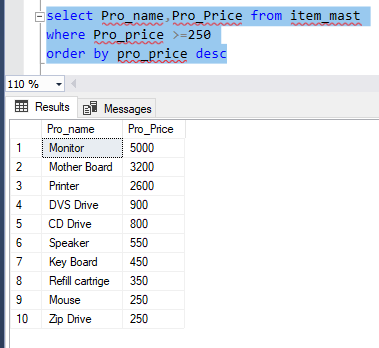 select Pro_name,Pro_Price from item_mast
where Pro_price >=250
order by pro_price desc
110 %
Results Messages
Pro_name Pro_Price
1 Monitor 5000
2 Mother Board 3200
3 Printer 2600
4 DVS Drive 900
5 CD Drive 800
6 Speaker 550
7 Key Board 450
8 Refill cartrige 350
9 Mouse 250
10 Zip Drive 250